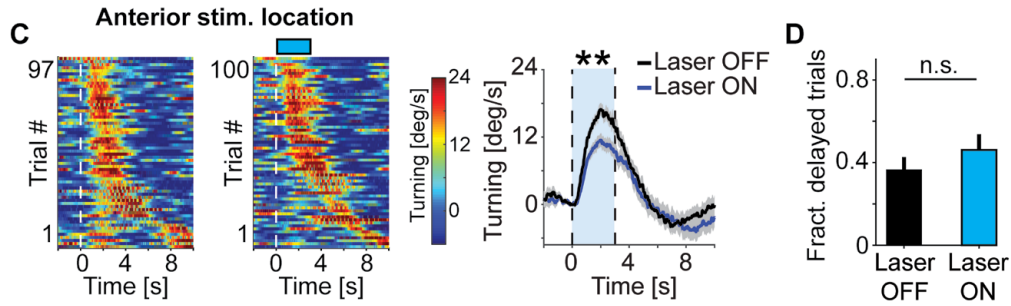 Anterior stim. location
C
97
1
Trial #
0
4
8
Time [s]
100
1
Trial #
0
4
8
Time [s]
24
12
0
Turning [deg/s]
**
Laser OFF
Laser ON
24
12
0
Turning [deg/s]
0
4
8
Time [s]
D
n.s.
0.8
0.4
0
Fract. delayed trials
Laser
OFF
Laser
ON